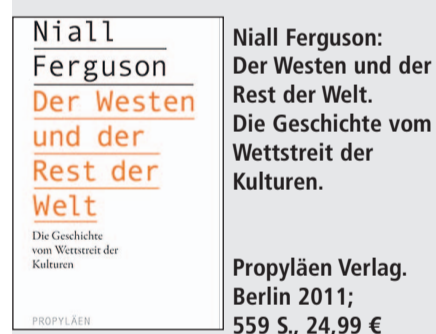 Niall
Ferguson
Der Westen
und der
Rest der
Welt
Die Geschichte
vom Wettstreit der
Kulturen
PROPYLÄEN
Niall Ferguson:
Der Westen und der
Rest der Welt.
Die Geschichte vom
Wettstreit der
Kulturen.
Propyläen Verlag.
Berlin 2011;
559 S., 24,99 €